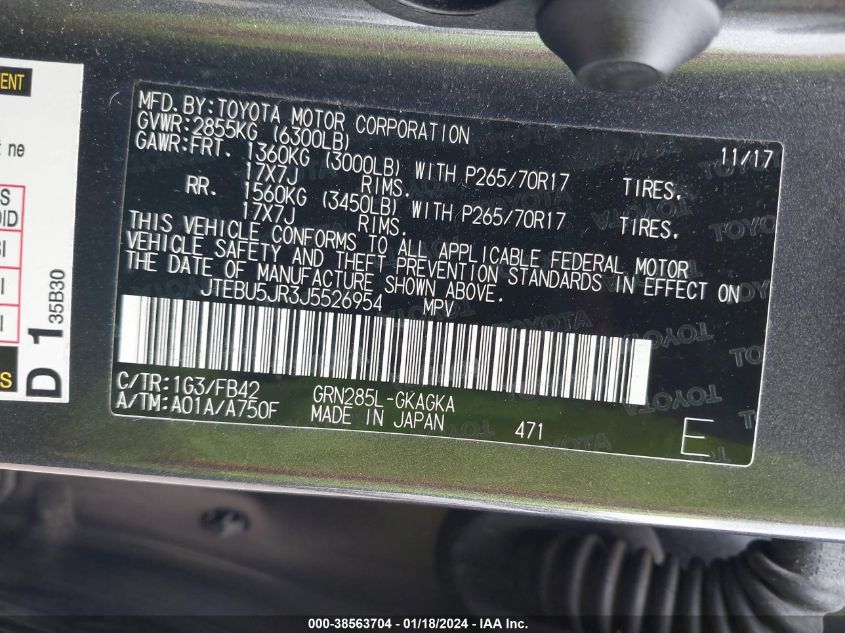 MFD.BY:TOYOTA MOTOR CORPORATION 11/17
GVWR:2855KG (6300LB)
GAWR:FRT. 1360KG (3000LB) WITH P265/70R17 TIRES.
17X7J RIMS.
RR. 1560KG (3450LB) WITH P265/70R17 TIRES.
17X7J RIMS.
THIS VEHICLE CONFORMS TO ALL APPLICABLE FEDERAL MOTOR
VEHICLE SAFETY AND THEFT PREVENTION STANDARDS IN EFFECT ON
THE DATE OF MANUFACTURE SHOWN ABOVE.
JTEBU5JR3J5526954 MPV
C/TR:1G3/FB42 GRN285L-GKAGKA
A/TM:A01A/A750F MADE IN JAPAN 471 E
D1 35B30
000-38563704 - 01/18/2024 - IAA Inc.